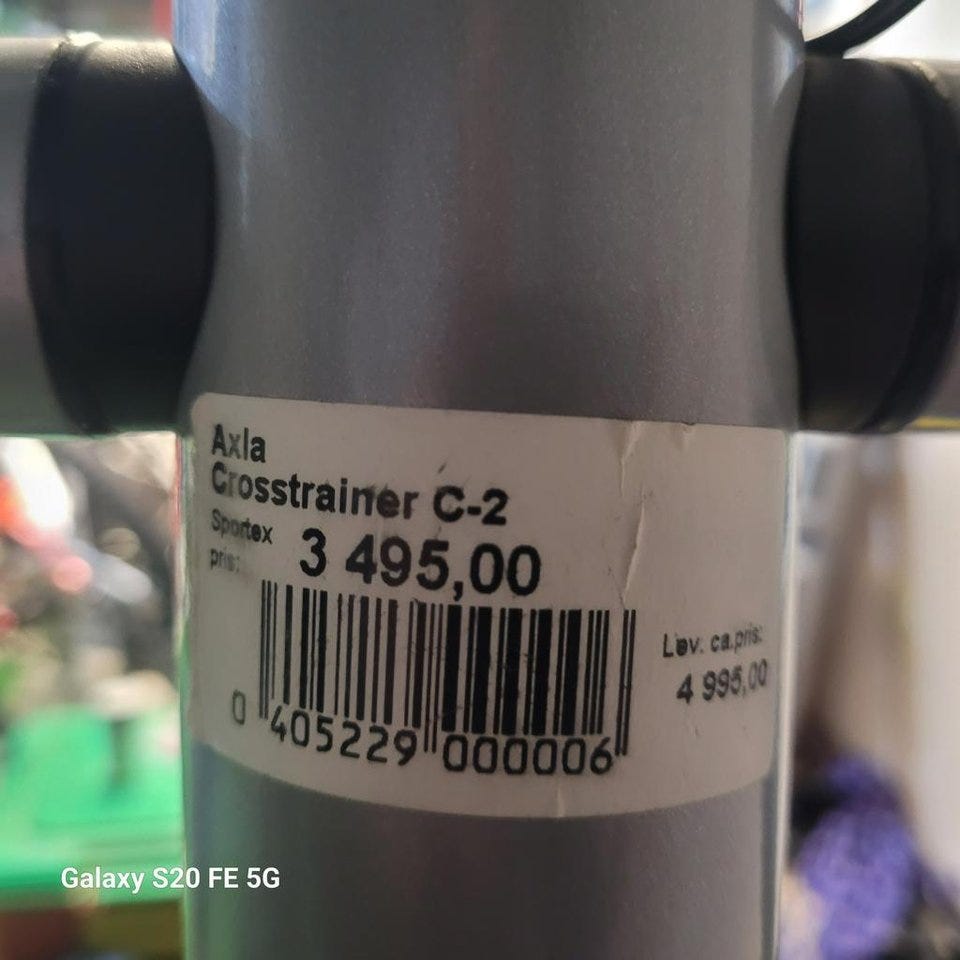 Axla
Crosstrainer C-2
Sportex
pris: 3 495,00
Lev. ca.pris:
4 995,00
0 405229 000006
Galaxy S20 FE 5G